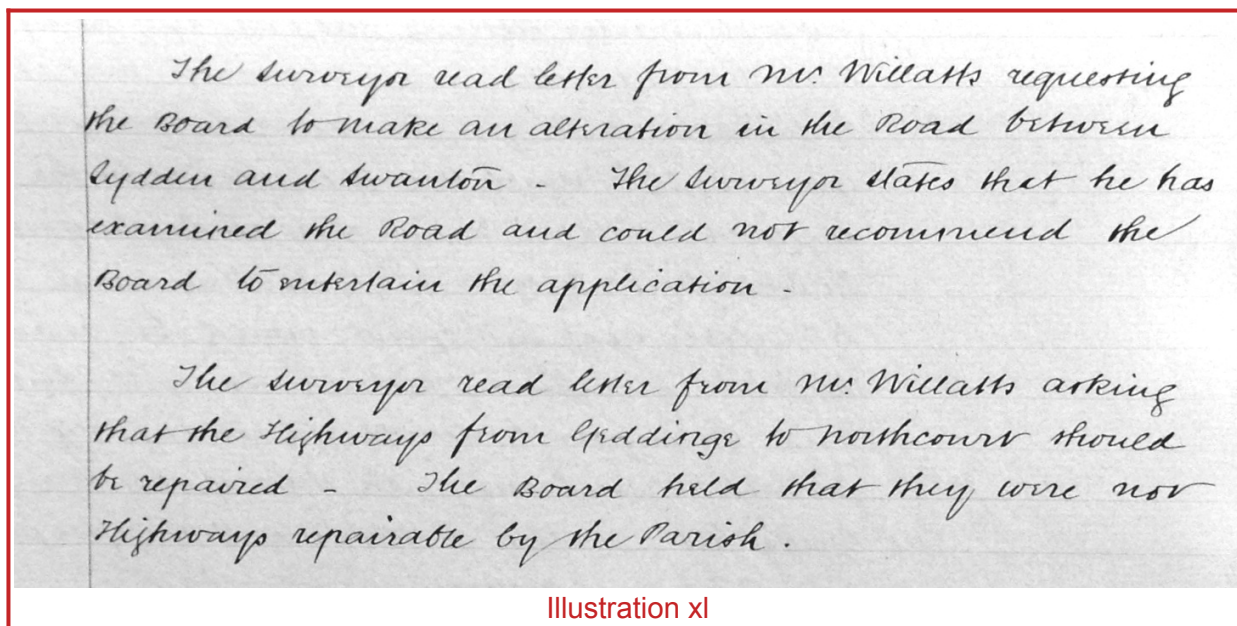 The Surveyor read letter from Mr. Willatts requesting
the Board to make an alteration in the Road between
Lydden and Swanton - The Surveyor states that he has
examined the Road and could not recommend the
Board to entertain the application
The Surveyor read letter from Mr. Willatts asking
that the Highways from Geddinge to Northcourt should
be repaired - The Board held that they were not
Highways repairable by the Parish.
Illustration xl